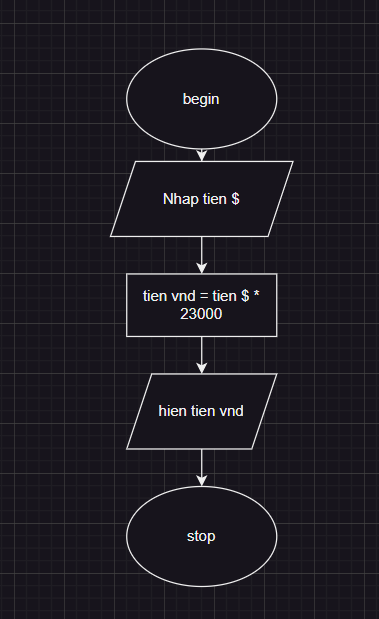 begin
Nhap tien $
tien vnd = tien $ *
23000
hien tien vnd
stop